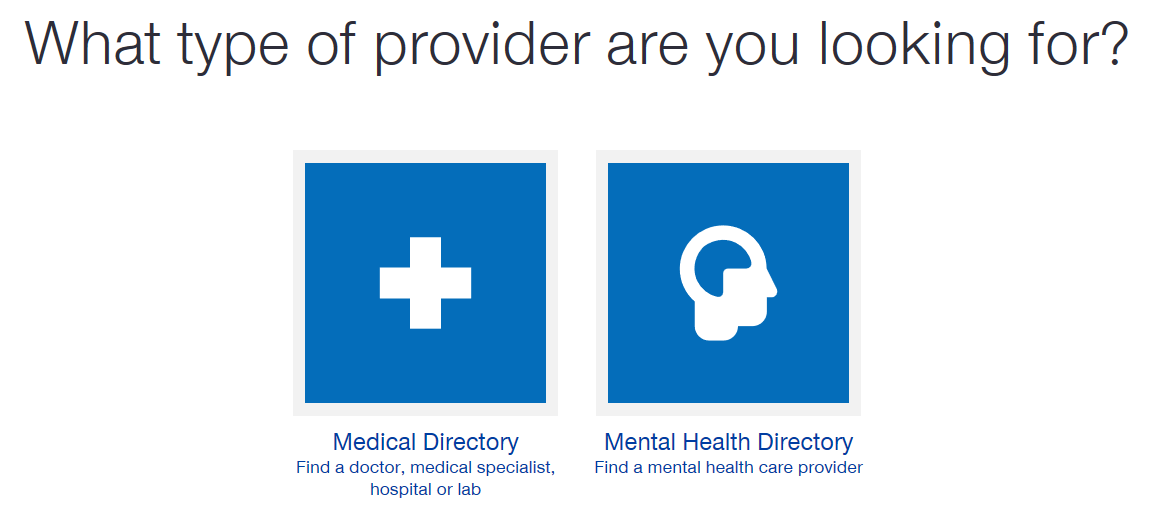 What type of provider are you looking for?
Medical Directory
Find a doctor, medical specialist,
hospital or lab
Mental Health Directory
Find a mental health care provider